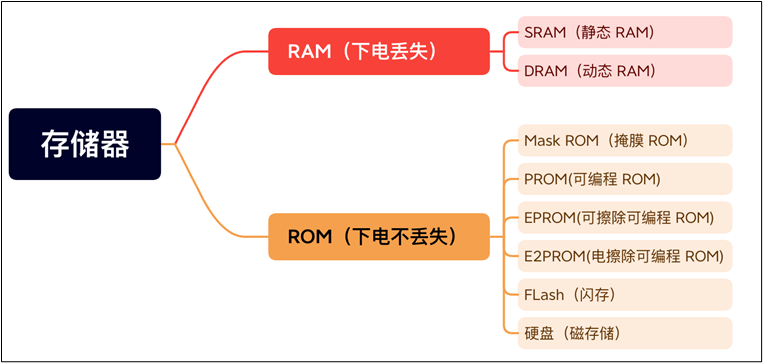 存储器
RAM（下电丢失）
SRAM（静态 RAM）
DRAM（动态 RAM）
ROM（下电不丢失）
Mask ROM（掩膜 ROM）
PROM(可编程 ROM)
EPROM(可擦除可编程 ROM)
E2PROM(电擦除可编程 ROM)
FLash（闪存）
硬盘（磁存储）